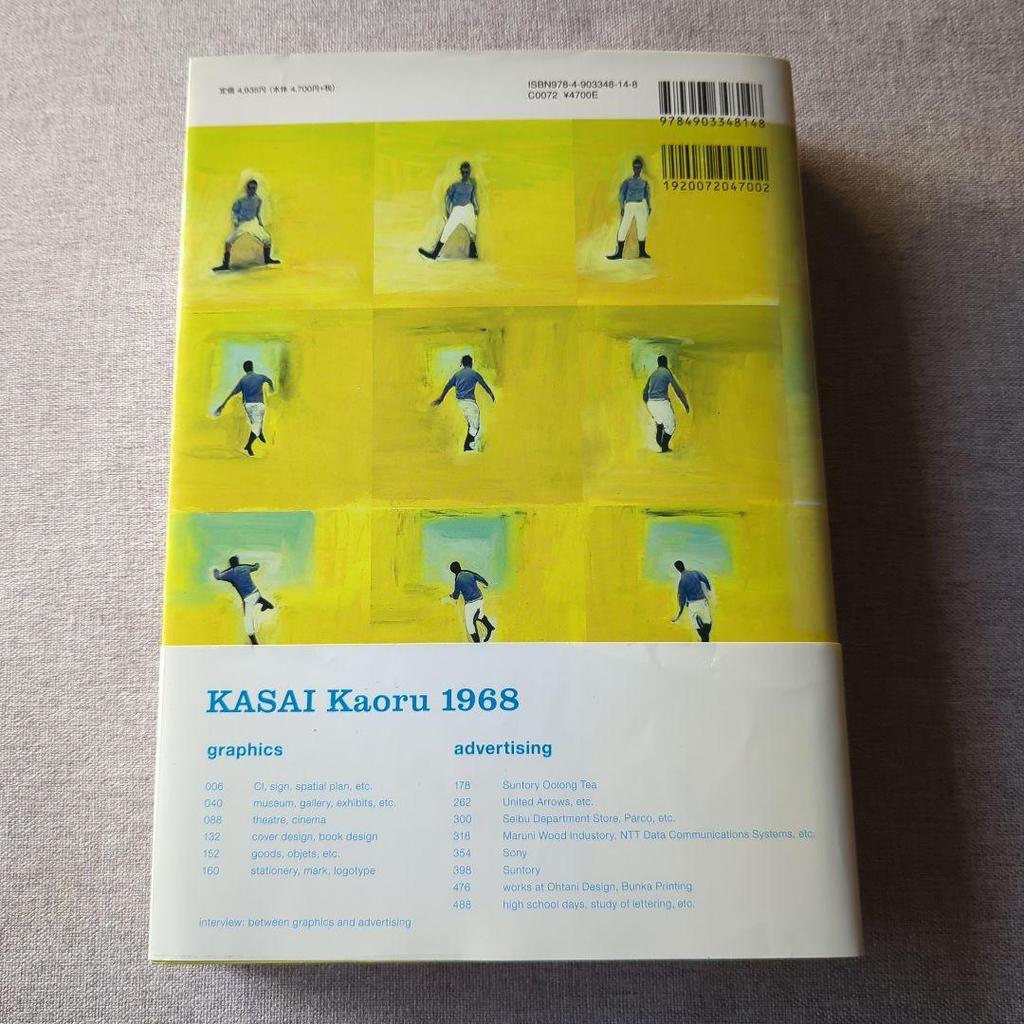 定価 4,935円 (本体 4,700円+税)
ISBN978-4-903348-14-8
C0072 ¥4700E
9784903348148
1920072047002
KASAI Kaoru 1968
graphics
006 CI, sign, spatial plan, etc.
040 museum, gallery, exhibits, etc.
088 theatre, cinema
132 cover design, book design
152 goods, objets, etc.
160 stationery, mark, logotype
interview: between graphics and advertising
advertising
178 Suntory Oolong Tea
262 United Arrows, etc.
300 Seibu Department Store, Parco, etc.
318 Maruni Wood Industory, NTT Data Communications Systems, etc.
354 Sony
398 Suntory
476 works at Ohtani Design, Bunka Printing
488 high school days, study of lettering, etc.